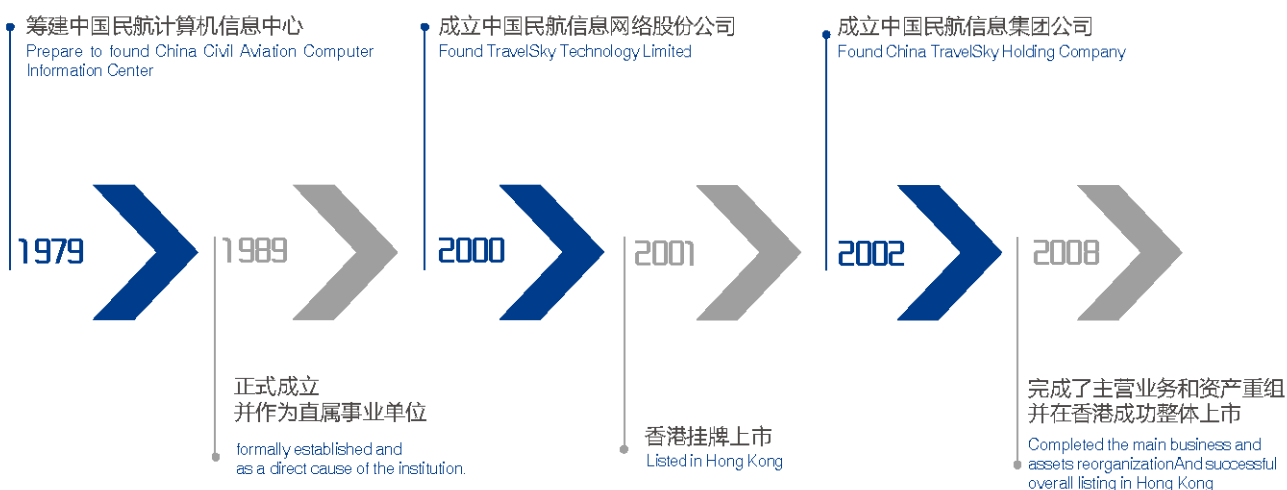 筹建中国民航计算机信息中心
Prepare to found China Civil Aviation Computer
Information Center
成立中国民航信息网络股份公司
Found TravelSky Technology Limited
成立中国民航信息集团公司
Found China TravelSky Holding Company
1979
1989
2000
2001
2002
2008
正式成立
并作为直属事业单位
formally established and
as a direct cause of the institution.
香港挂牌上市
Listed in Hong Kong
完成了主营业务和资产重组
并在香港成功整体上市
Completed the main business and
assets reorganizationAnd successful
overall listing in Hong Kong